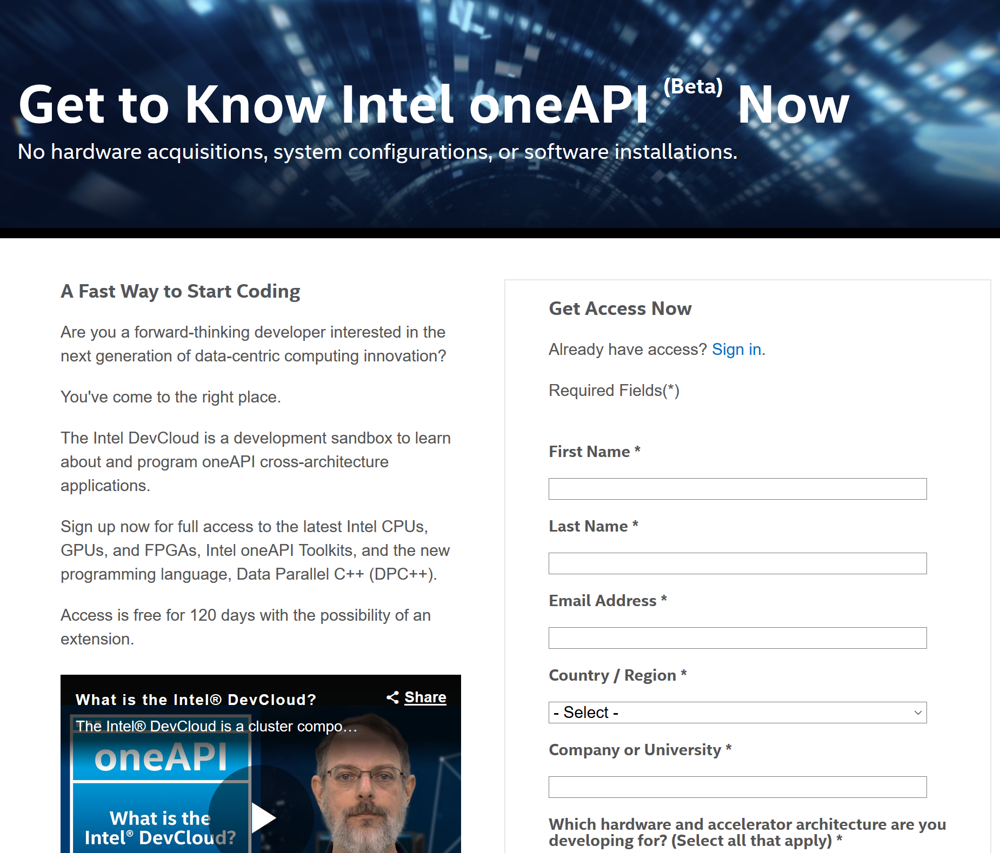 Get to Know Intel oneAPI (Beta) Now
No hardware acquisitions, system configurations, or software installations.
A Fast Way to Start Coding
Are you a forward-thinking developer interested in the
next generation of data-centric computing innovation?
You've come to the right place.
The Intel DevCloud is a development sandbox to learn
about and program oneAPI cross-architecture
applications.
Sign up now for full access to the latest Intel CPUs,
GPUs, and FPGAs, Intel oneAPI Toolkits, and the new
programming language, Data Parallel C++ (DPC++).
Access is free for 120 days with the possibility of an
extension.
What is the Intel® DevCloud?
Share
The Intel® DevCloud is a cluster compo…
oneAPI
What is the
Intel® DevCloud?
Get Access Now
Already have access? Sign in.
Required Fields(*)
First Name *
Last Name *
Email Address *
Country / Region *
- Select -
Company or University *
Which hardware and accelerator architecture are you
developing for? (Select all that apply) *